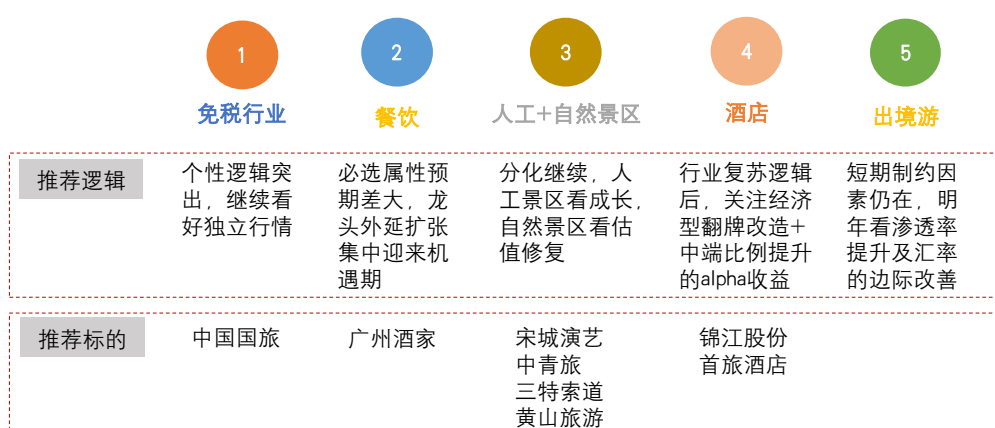 1
2
3
4
5
免税行业
餐饮
人工+自然景区
酒店
出境游
推荐逻辑
个性逻辑突
出，继续看
好独立行情
必选属性预
期差大，龙
头外延扩张
集中迎来机
遇期
分化继续，人
工景区看成长，
自然景区看估
值修复
行业复苏逻辑
后，关注经济
型翻牌改造+
中端比例提升
的alpha收益
短期制约因
素仍在，明
年看渗透率
提升及汇率
的边际改善
推荐标的
中国国旅
广州酒家
宋城演艺
中青旅
三特索道
黄山旅游
锦江股份
首旅酒店